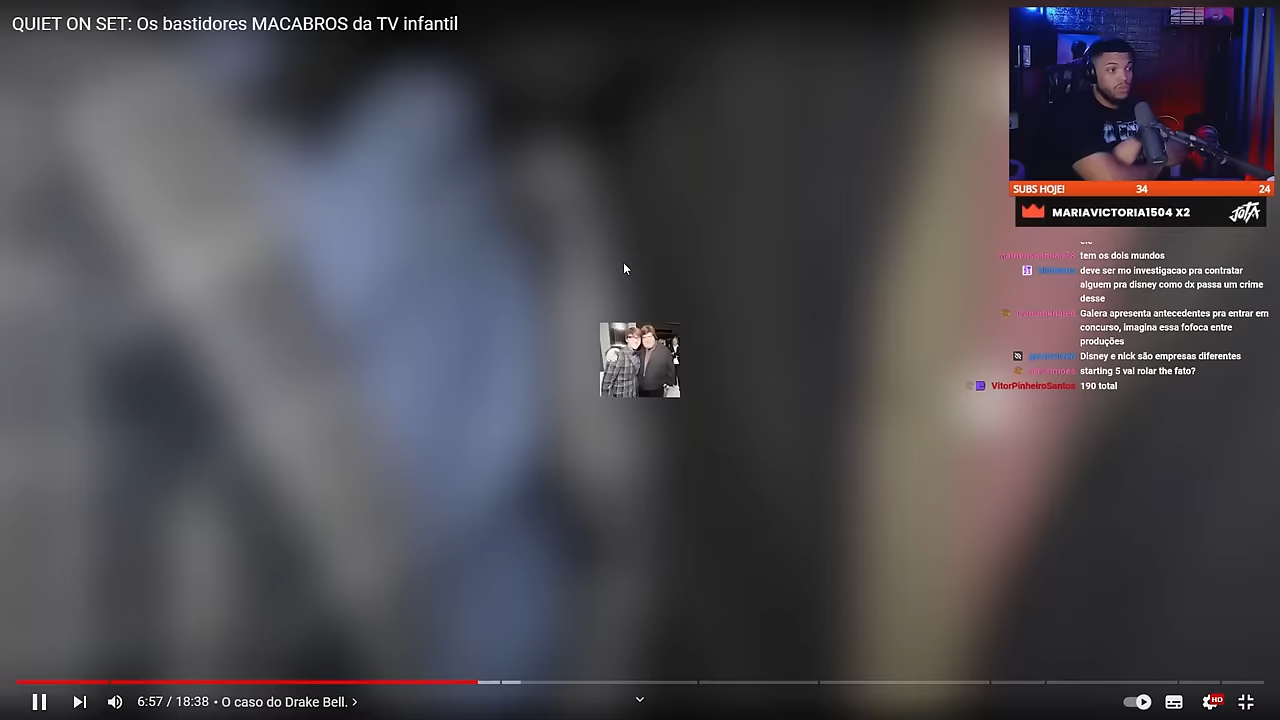 QUIET ON SET: Os bastidores MACABROS da TV infantil
SUBS HOJE! 34 24
MARIAVICTORIA1504 X2 JOTA
tem os dois mundos
deve ser mo investigacao pra contratar
alguem pra disney como dx passa um crime
desse
Galera apresenta antecedentes pra entrar em
concurso, imagina essa fofoca entre
produções
Disney e nick são empresas diferentes
starting 5 vai rolar the fato?
VitorPinheiroSantos 190 total
6:57 / 18:38 • O caso do Drake Bell. >
HD